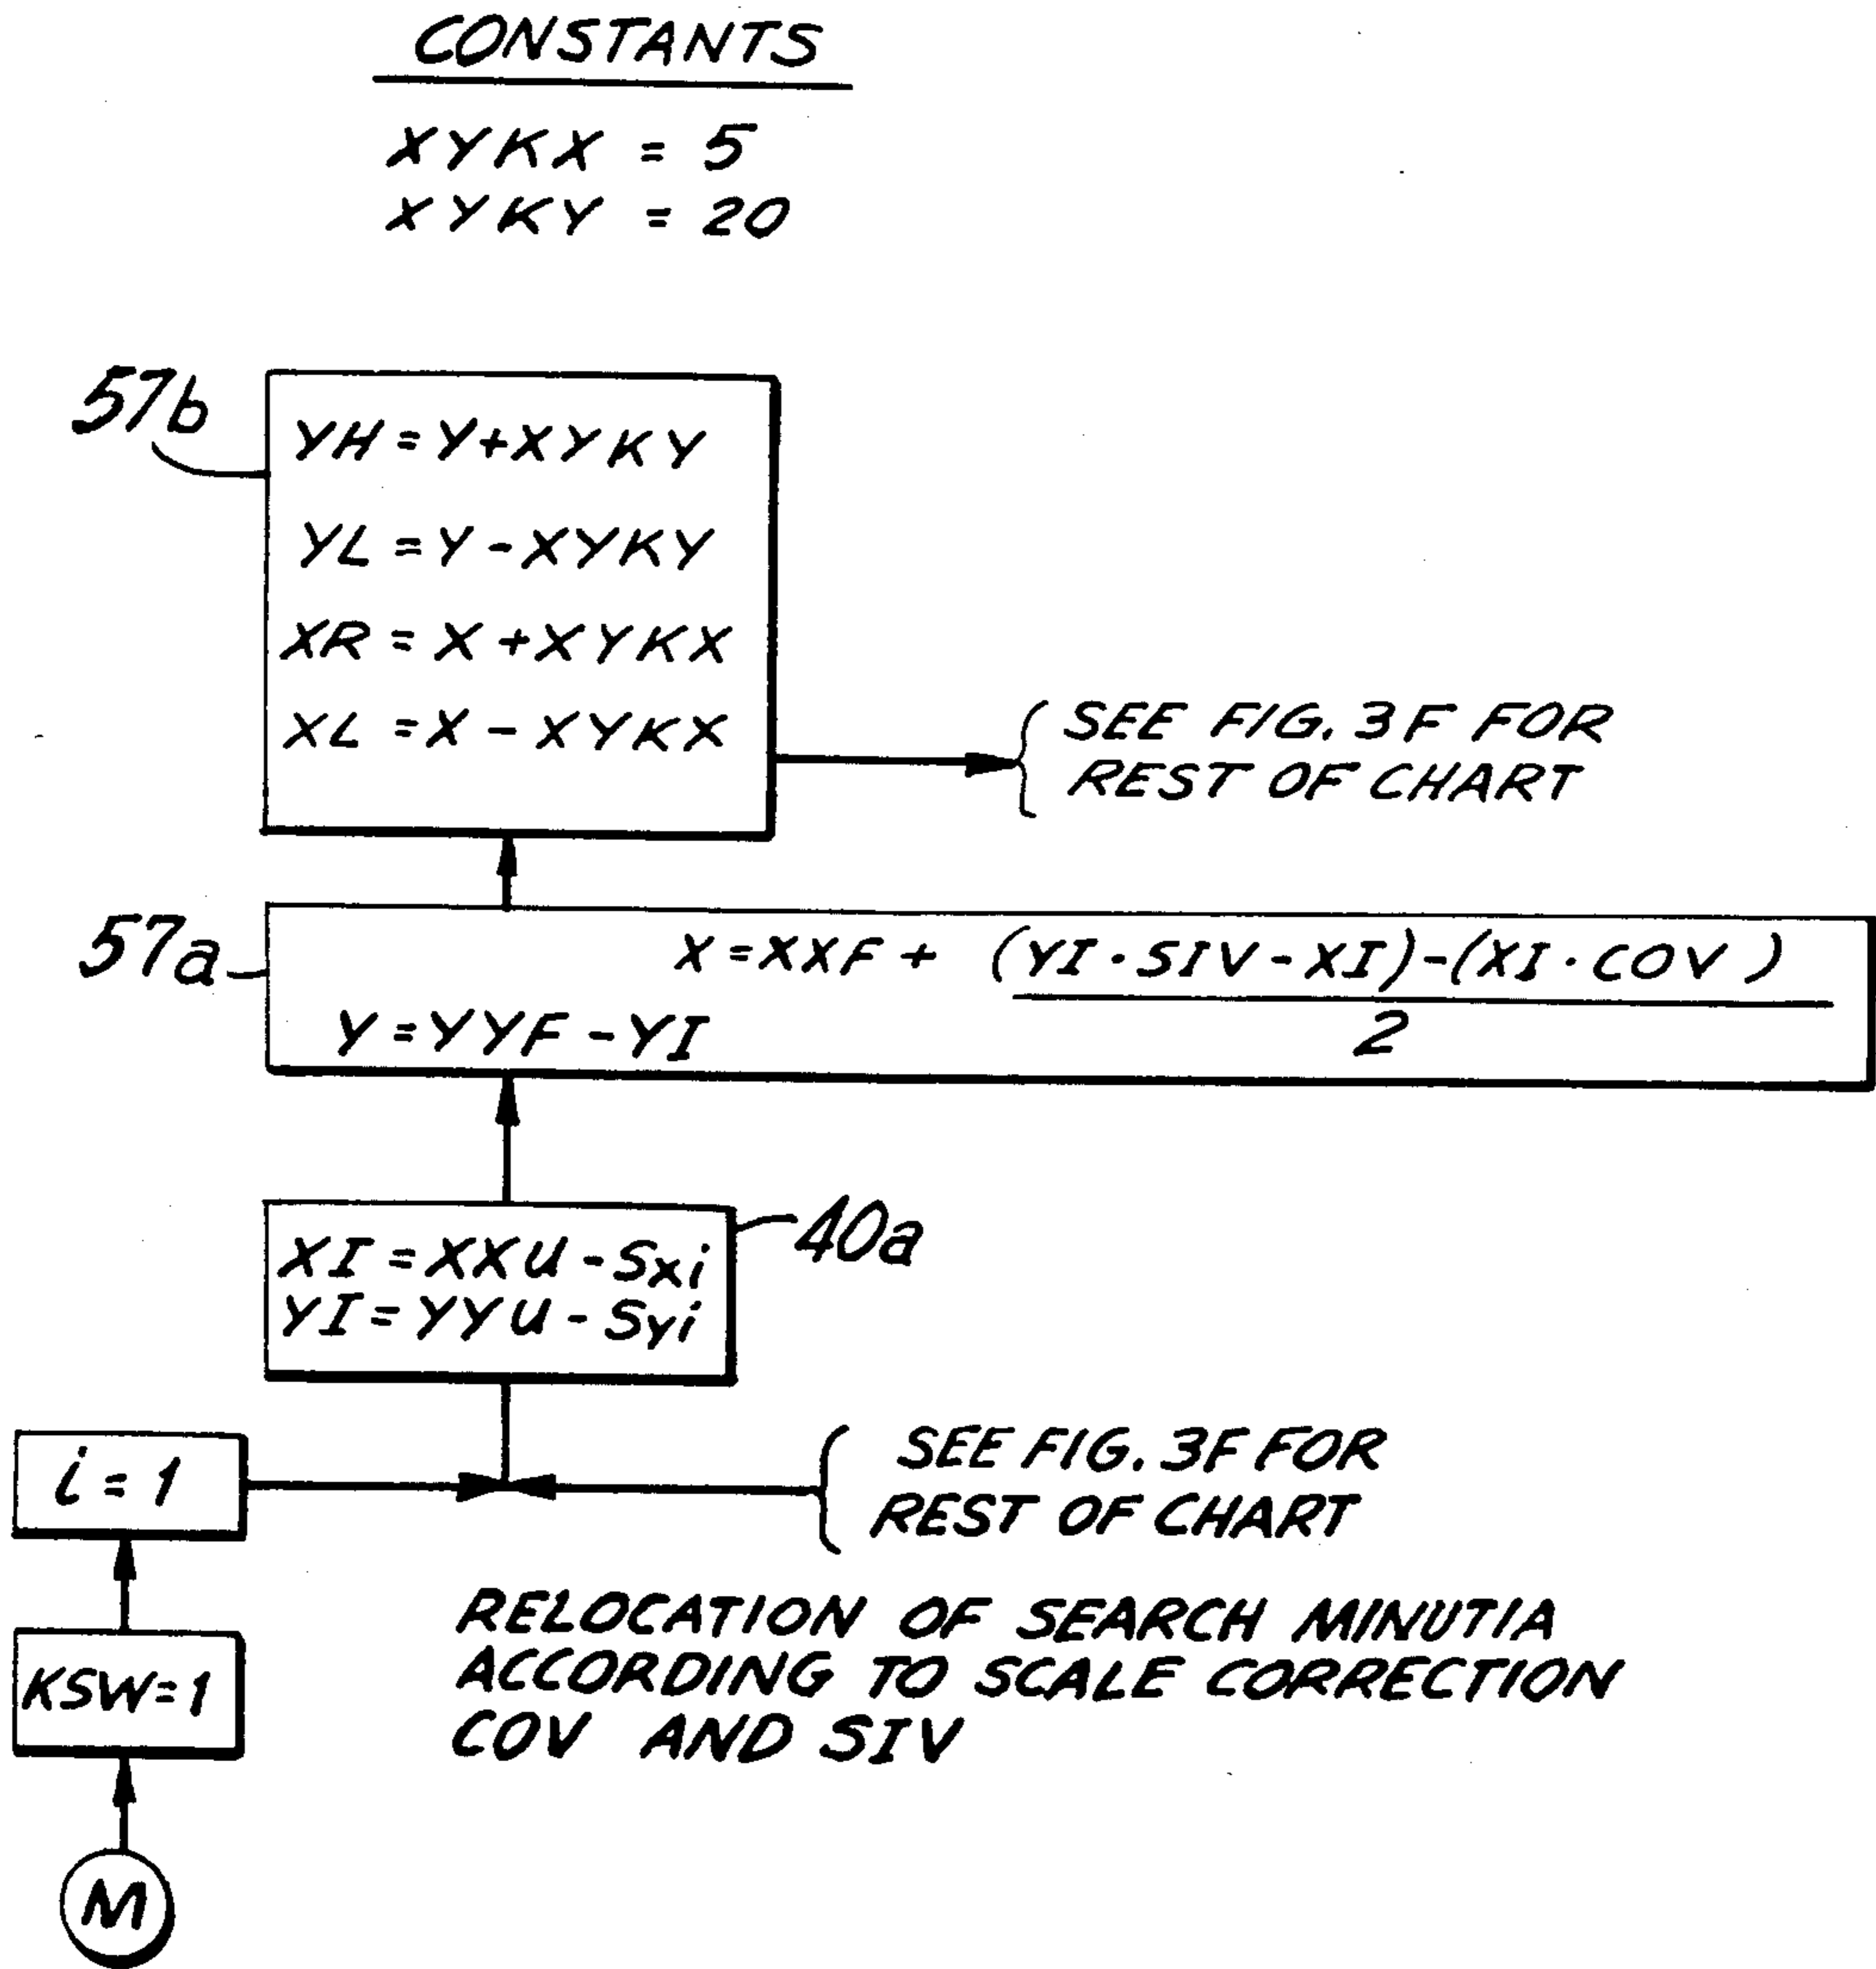 CONSTANTS
XYKX = 5
XYKY = 20
57b
YH = Y+XYKY
YL = Y-XYKY
XR = X+XYKX
XL = X-XYKX
SEE FIG. 3F FOR
REST OF CHART
57a
X = XXF + (YI·SIV-XI)-(XI·COV)
2
Y = YYF-YI
40a
XI = XXU-Sxi
YI = YYU-Syi
i = 1
SEE FIG. 3F FOR
REST OF CHART
KSW=1
RELOCATION OF SEARCH MINUTIA
ACCORDING TO SCALE CORRECTION
COV AND SIV
M